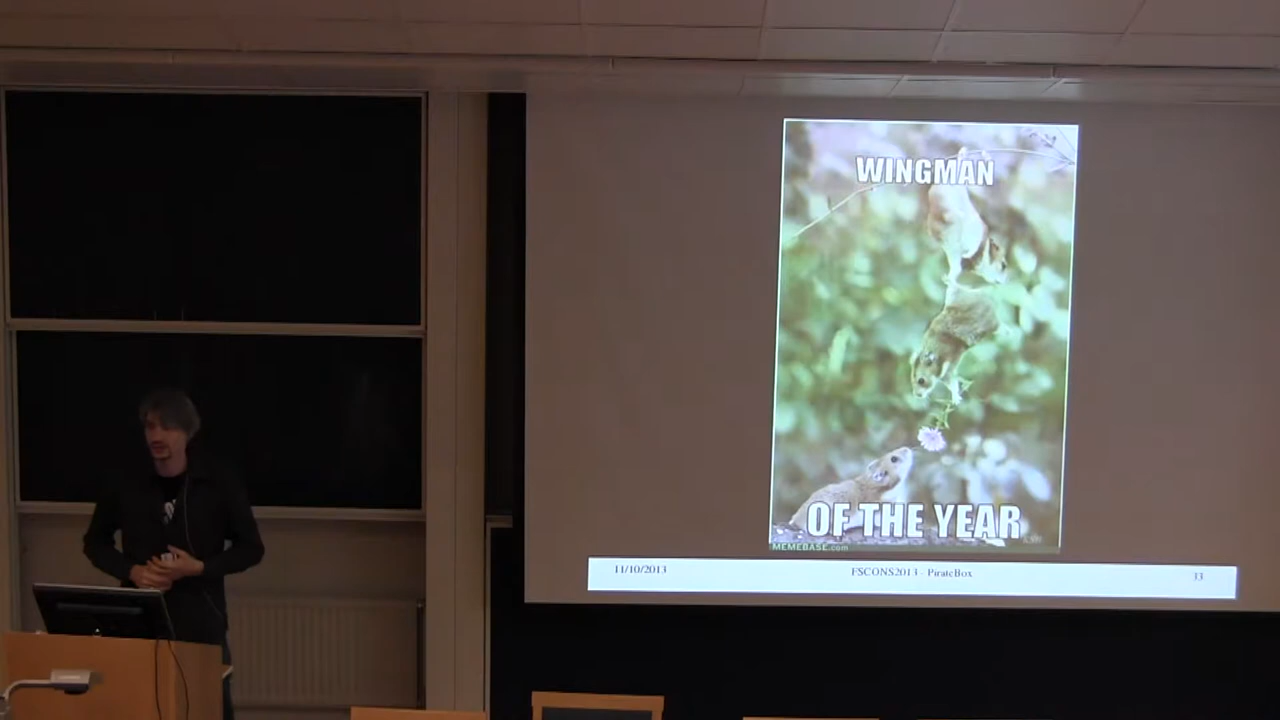 WINGMAN
OF THE YEAR
MEMEBASE.com
11/10/2013
FSCONS2013 - PirateBox
33